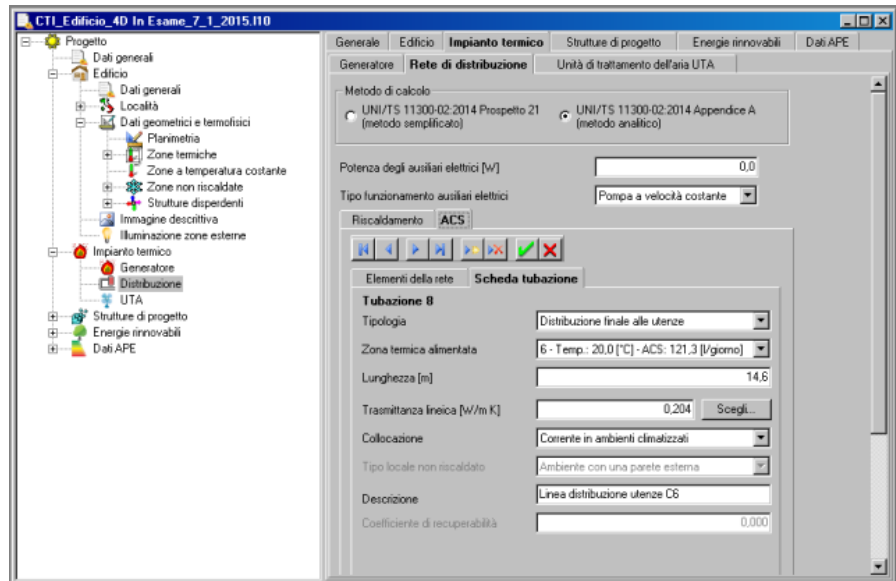 CTI_Edificio_4D In Esame_7_1_2015.I10
Progetto
Dati generali
Edificio
Dati generali
Località
Dati geometrici e termofisici
Planimetria
Zone termiche
Zone a temperatura costante
Zone non riscaldate
Strutture disperdenti
Immagine descrittiva
Illuminazione zone esterne
Impianto termico
Generatore
Distribuzione
UTA
Strutture di progetto
Energie rinnovabili
Dati APE
Generale Edificio Impianto termico Strutture di progetto Energie rinnovabili Dati APE
Generatore Rete di distribuzione Unità di trattamento dell'aria UTA
Metodo di calcolo
UNI/TS 11300-02:2014 Prospetto 21 UNI/TS 11300-02:2014 Appendice A
(metodo semplificato) (metodo analitico)
Potenza degli ausiliari elettrici [W] 0,0
Tipo funzionamento ausiliari elettrici Pompa a velocità costante
Riscaldamento ACS
Elementi della rete Scheda tubazione
Tubazione 8
Tipologia Distribuzione finale alle utenze
Zona termica alimentata 6 - Temp.: 20,0 [°C] - ACS: 121,3 [l/giorno]
Lunghezza [m] 14,6
Trasmittanza lineica [W/m K] 0,204 Scegli...
Collocazione Corrente in ambienti climatizzati
Tipo locale non riscaldato Ambiente con una parete esterna
Descrizione Linea distribuzione utenze C6
Coefficiente di recuperabilità 0,000